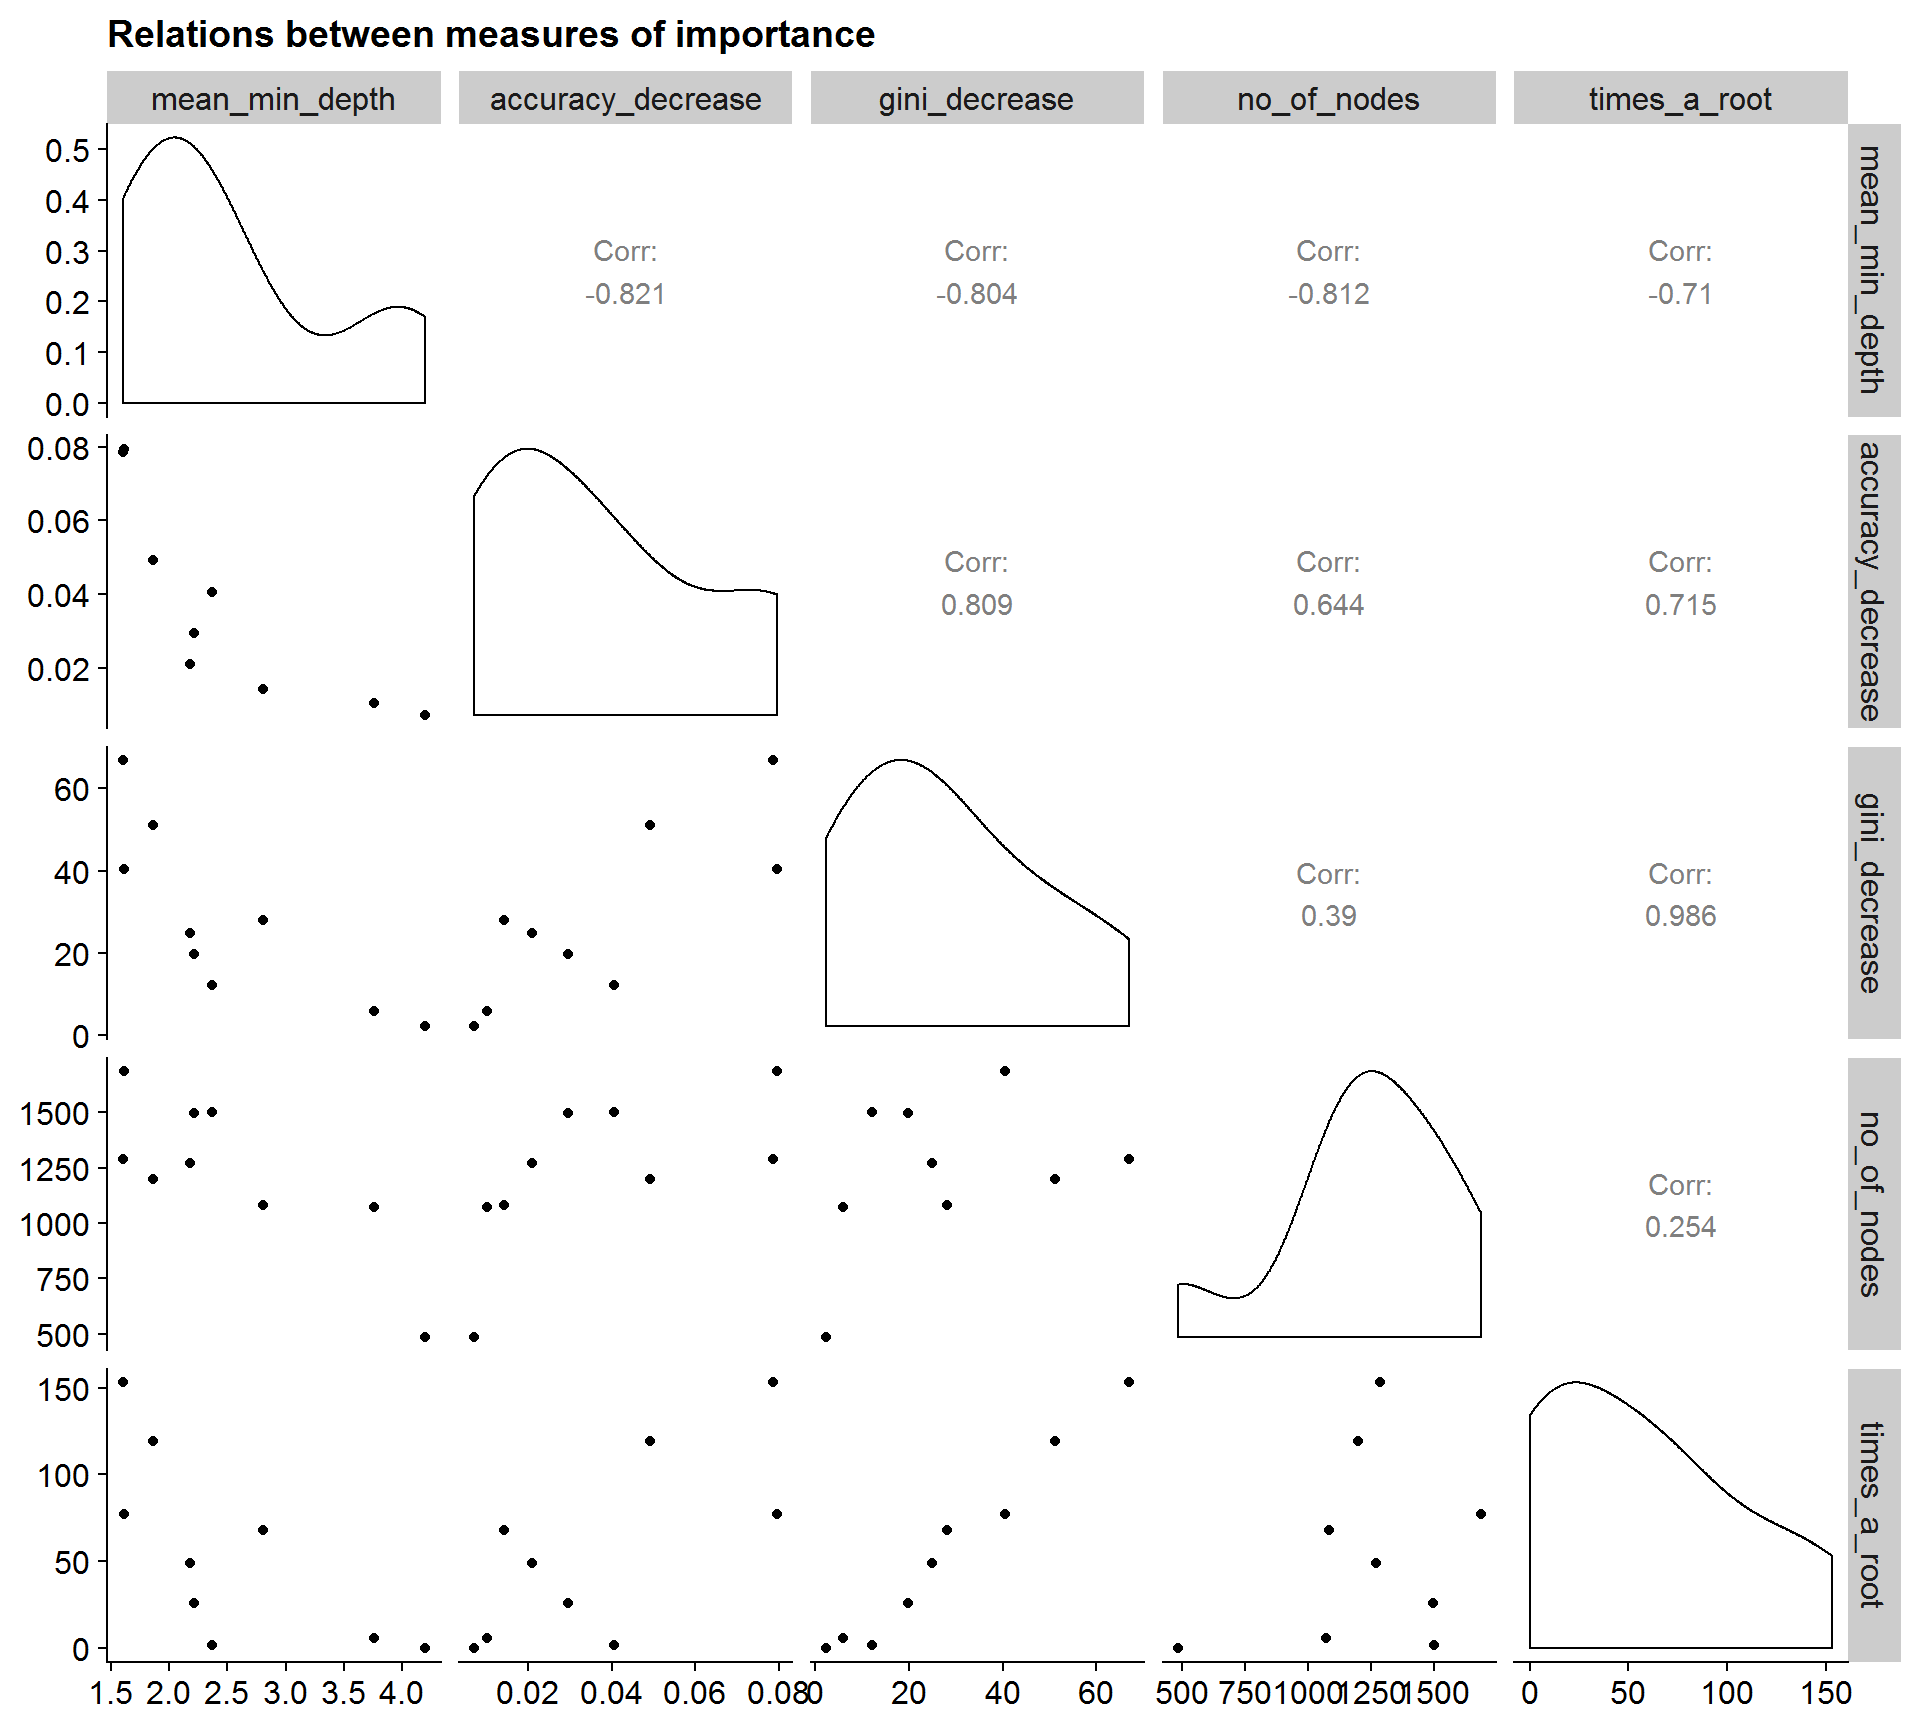 Relations between measures of importance
mean_min_depth accuracy_decrease gini_decrease no_of_nodes times_a_root
0.5
0.4
0.3
0.2
0.1
0.0
Corr:
-0.821
Corr:
-0.804
Corr:
-0.812
Corr:
-0.71
mean_min_depth
0.08
0.06
0.04
0.02
Corr:
0.809
Corr:
0.644
Corr:
0.715
accuracy_decrease
60
40
20
0
Corr:
0.39
Corr:
0.986
gini_decrease
1500
1250
1000
750
500
Corr:
0.254
no_of_nodes
150
100
50
0
times_a_root
1.5 2.0 2.5 3.0 3.5 4.0 0.02 0.04 0.06 0.08 0 20 40 60 500 750 1000 1250 1500 0 50 100 150